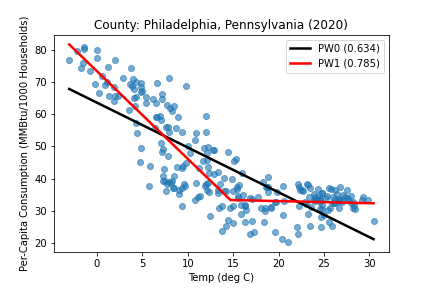 County: Philadelphia, Pennsylvania (2020)
PW0 (0.634)
PW1 (0.785)
Per-Capita Consumption (MMBtu/1000 Households)
80
70
60
50
40
30
20
0
5
10
15
20
25
30
Temp (deg C)